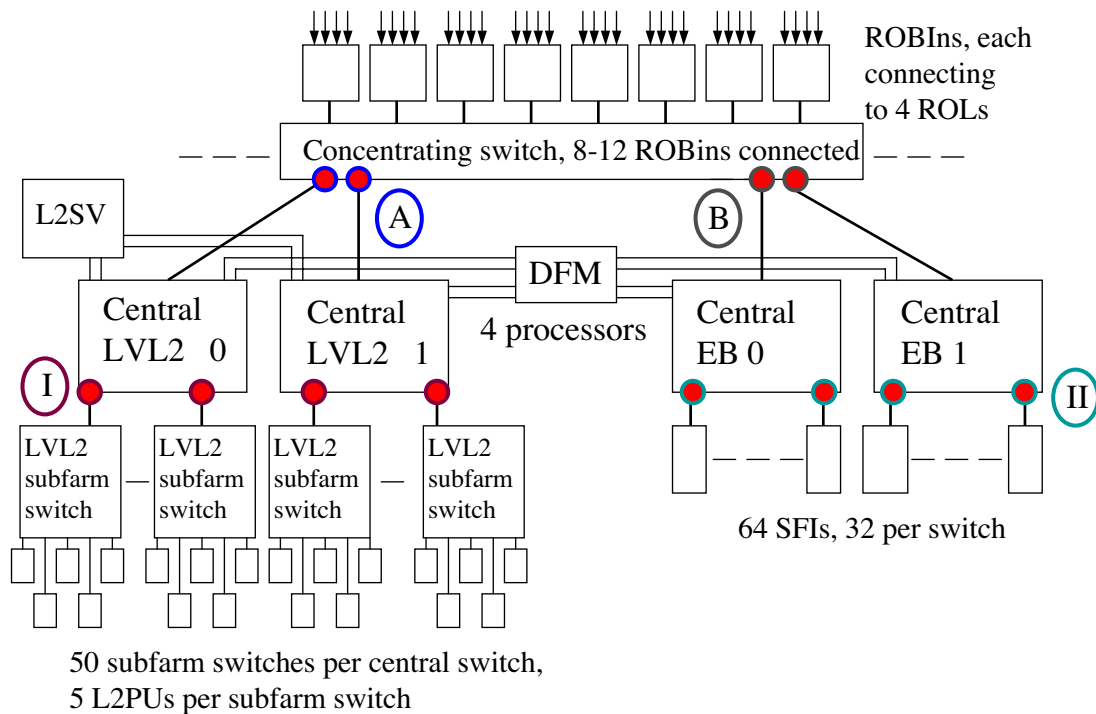 ROBIns, each
connecting
to 4 ROLs
Concentrating switch, 8-12 ROBins connected
L2SV
A
B
DFM
4 processors
Central
LVL2 0
Central
LVL2 1
Central
EB 0
Central
EB 1
I
II
LVL2
subfarm
switch
LVL2
subfarm
switch
LVL2
subfarm
switch
LVL2
subfarm
switch
64 SFIs, 32 per switch
50 subfarm switches per central switch,
5 L2PUs per subfarm switch